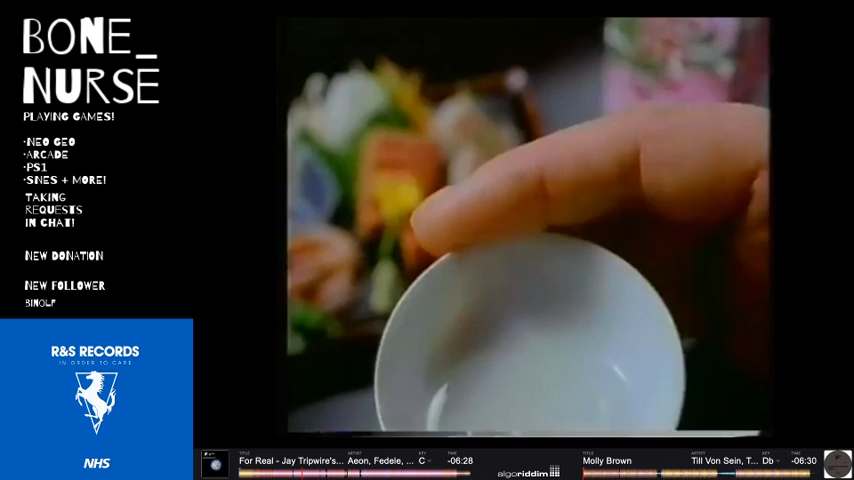 BONE_
NURSE
PLAYING GAMES!
·NEO GEO
·ARCADE
·PS1
·SNES + MORE!
TAKING
REQUESTS
IN CHAT!
NEW DONATION
NEW FOLLOWER
R&S RECORDS
IN ORDER TO CARE
NHS
TITLE ARTIST KEY TIME
For Real - Jay Tripwire's... Aeon, Fedele, ... C -06:28
algoriddim
TITLE ARTIST KEY TIME
Molly Brown Till Von Sein, T... Db -06:30